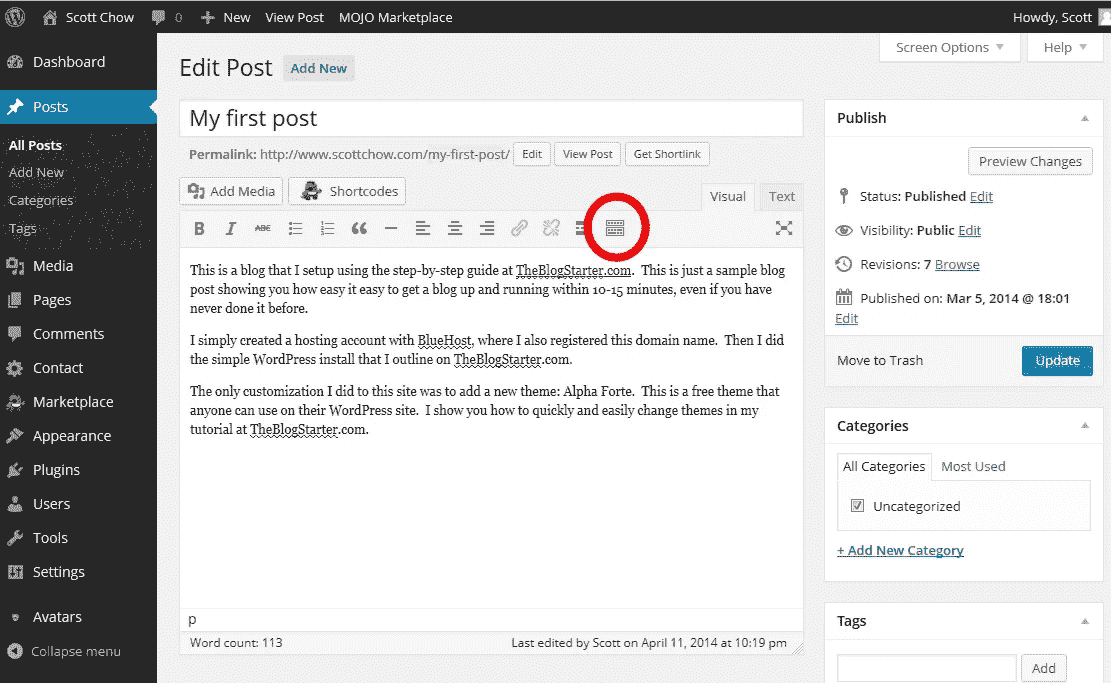 Scott Chow 0 New View Post MOJO Marketplace Howdy, Scott
Screen Options Help
Dashboard
Posts
All Posts
Add New
Categories
Tags
Media
Pages
Comments
Contact
Marketplace
Appearance
Plugins
Users
Tools
Settings
Avatars
Collapse menu
Edit Post Add New
My first post
Permalink: http://www.scottchow.com/my-first-post/ Edit View Post Get Shortlink
Add Media Shortcodes Visual Text
B I ABC
This is a blog that I setup using the step-by-step guide at TheBlogStarter.com. This is just a sample blog
post showing you how easy it easy to get a blog up and running within 10-15 minutes, even if you have
never done it before.
I simply created a hosting account with BlueHost, where I also registered this domain name. Then I did
the simple WordPress install that I outline on TheBlogStarter.com.
The only customization I did to this site was to add a new theme: Alpha Forte. This is a free theme that
anyone can use on their WordPress site. I show you how to quickly and easily change themes in my
tutorial at TheBlogStarter.com.
p
Word count: 113 Last edited by Scott on April 11, 2014 at 10:19 pm
Publish
Preview Changes
Status: Published Edit
Visibility: Public Edit
Revisions: 7 Browse
Published on: Mar 5, 2014 @ 18:01
Edit
Move to Trash Update
Categories
All Categories Most Used
Uncategorized
+ Add New Category
Tags
Add